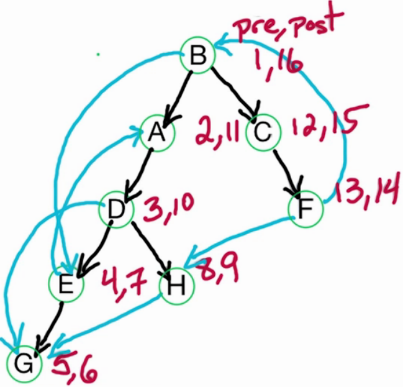 pre, post
B
1,16
A
2,11
C
12,15
D
3,10
F
13,14
E
4,7
H
8,9
G
5,6